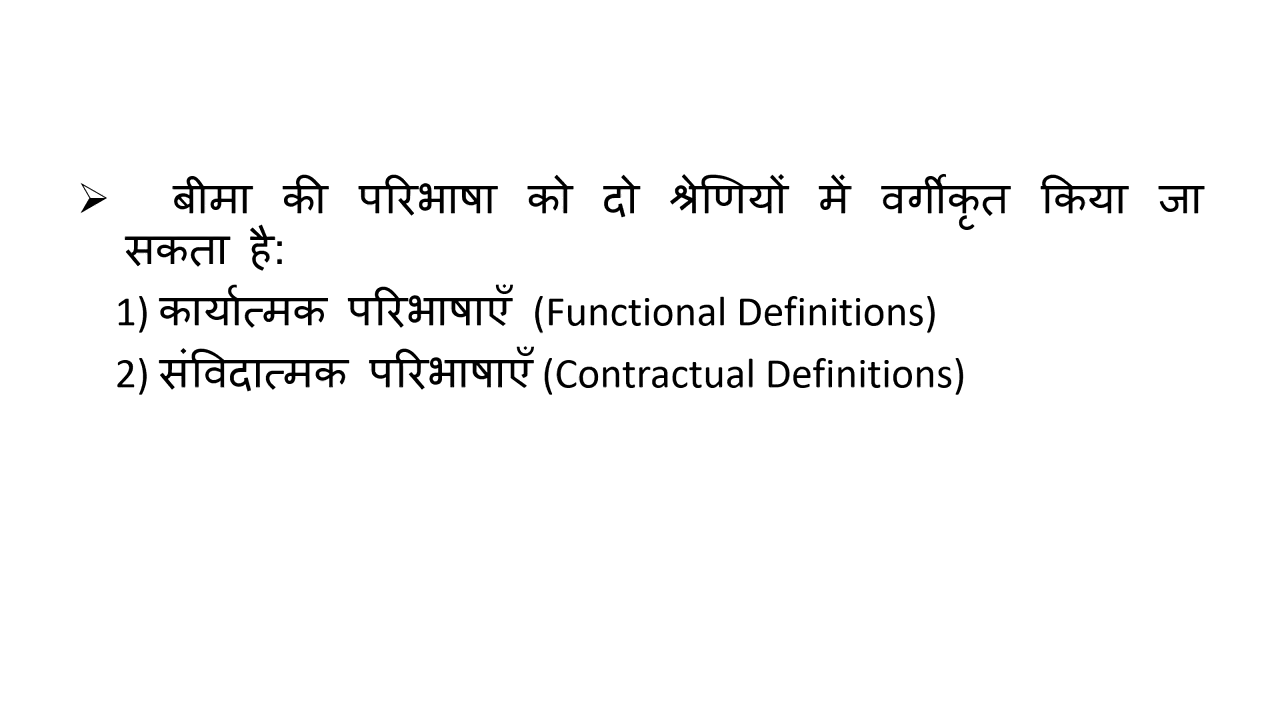 ➢ बीमा की परिभाषा को दो श्रेणियों में वर्गीकृत किया जा
सकता है:
1) कार्यात्मक परिभाषाएँ (Functional Definitions)
2) संविदात्मक परिभाषाएँ (Contractual Definitions)